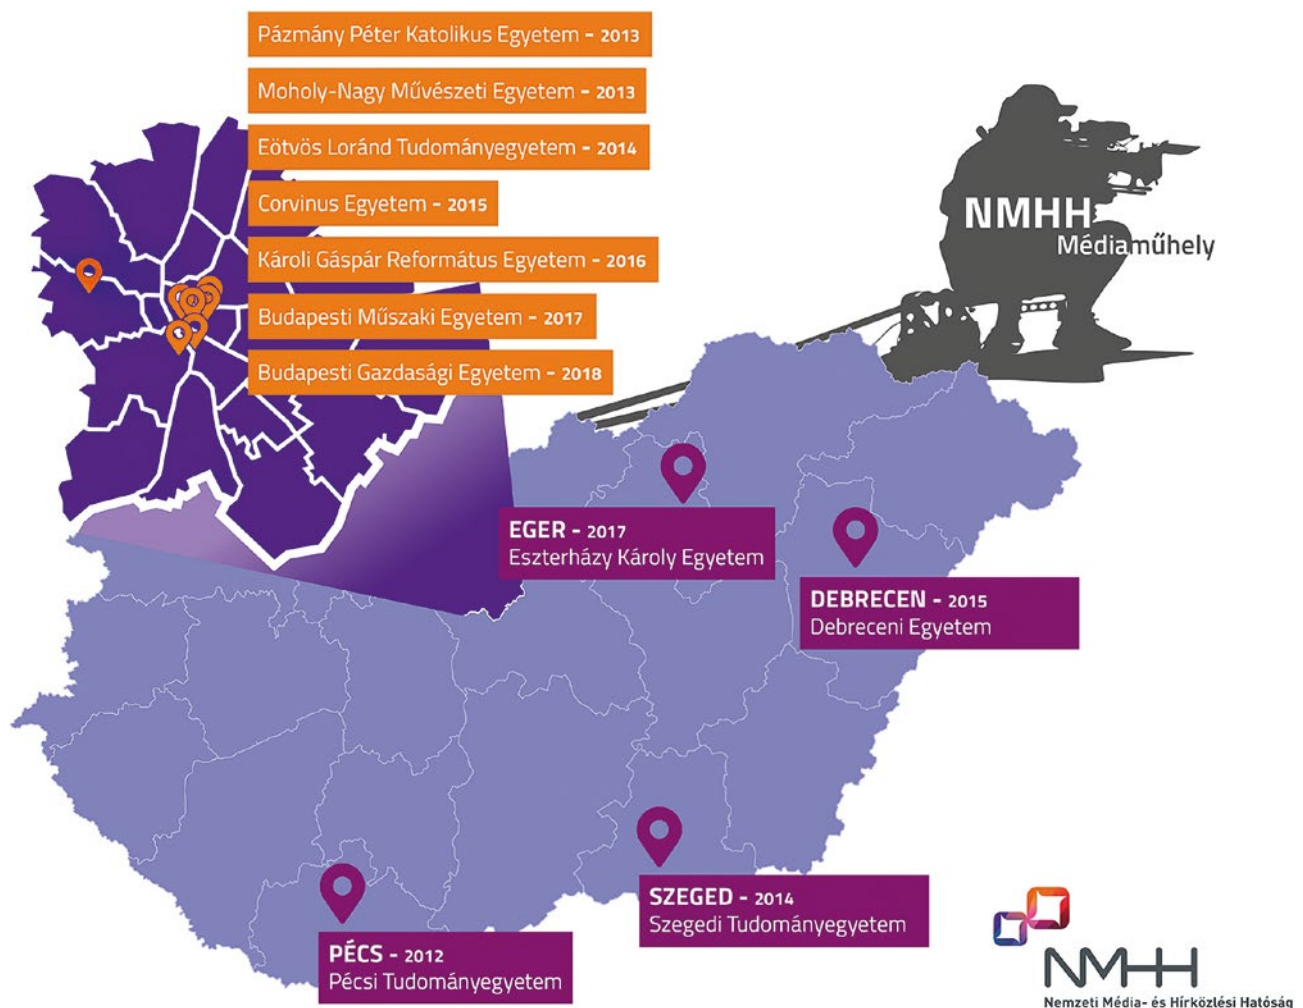 Pázmány Péter Katolikus Egyetem - 2013
Moholy-Nagy Művészeti Egyetem - 2013
Eötvös Loránd Tudományegyetem - 2014
Corvinus Egyetem - 2015
Károli Gáspár Református Egyetem - 2016
Budapesti Műszaki Egyetem - 2017
Budapesti Gazdasági Egyetem - 2018
NMHH
Médiaműhely
EGER - 2017
Eszterházy Károly Egyetem
DEBRECEN - 2015
Debreceni Egyetem
SZEGED - 2014
Szegedi Tudományegyetem
PÉCS - 2012
Pécsi Tudományegyetem
NMHH
Nemzeti Média- és Hírközlési Hatóság